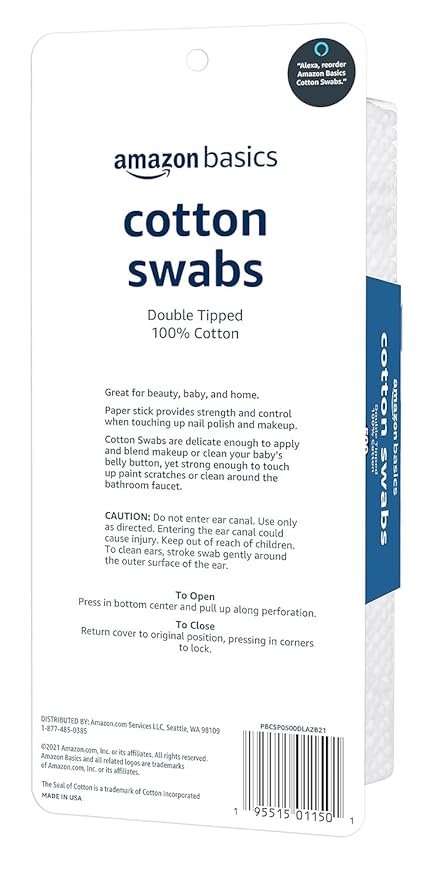 "Alexa, reorder
Amazon Basics
Cotton Swabs."
amazon basics
cotton
swabs
Double Tipped
100% Cotton
Great for beauty, baby, and home.
Paper stick provides strength and control
when touching up nail polish and makeup.
Cotton Swabs are delicate enough to apply
and blend makeup or clean your baby's
belly button, yet strong enough to touch
up paint scratches or clean around the
bathroom faucet.
CAUTION: Do not enter ear canal. Use only
as directed. Entering the ear canal could
cause injury. Keep out of reach of children.
To clean ears, stroke swab gently around
the outer surface of the ear.
To Open
Press in bottom center and pull up along perforation.
To Close
Return cover to original position, pressing in corners
to lock.
DISTRIBUTED BY: Amazon.com Services LLC, Seattle, WA 98109
1-877-485-0385
©2021 Amazon.com, Inc. or its affiliates. All rights reserved.
Amazon Basics and all related logos are trademarks
of Amazon.com, Inc. or its affiliates.
The Seal of Cotton is a trademark of Cotton Incorporated
MADE IN USA
PBCSP0500DLAZB21
1 95515 01150 1
amazon basics
cotton swabs
Double Tipped
100% Cotton
500